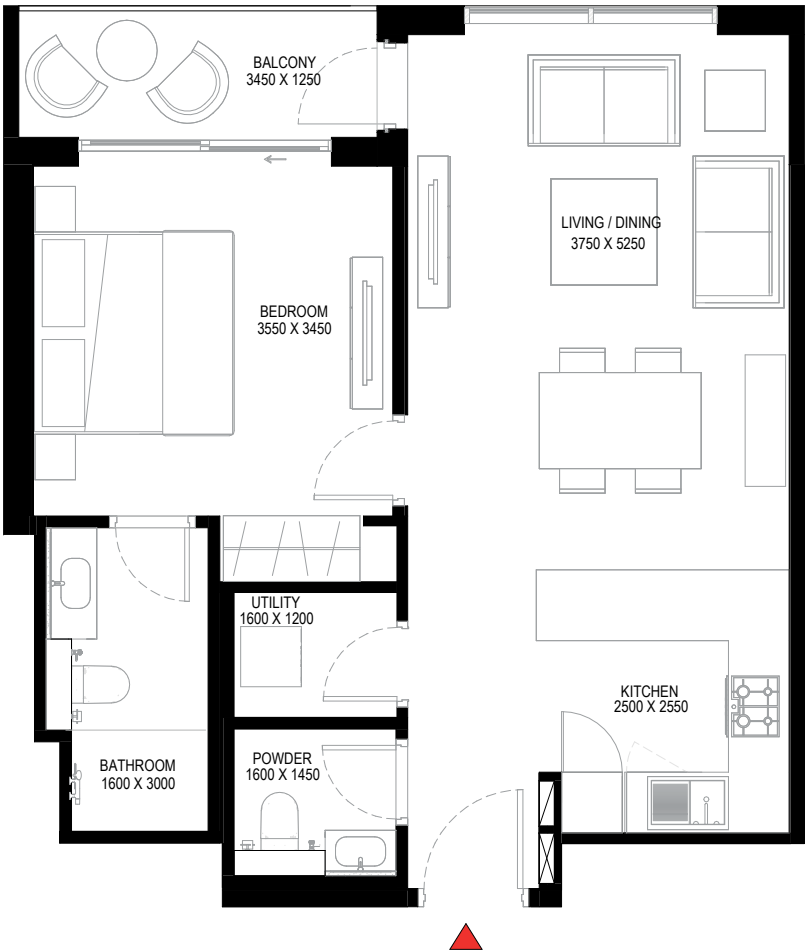 BALCONY
3450 X 1250
LIVING / DINING
3750 X 5250
BEDROOM
3550 X 3450
UTILITY
1600 X 1200
KITCHEN
2500 X 2550
BATHROOM
1600 X 3000
POWDER
1600 X 1450